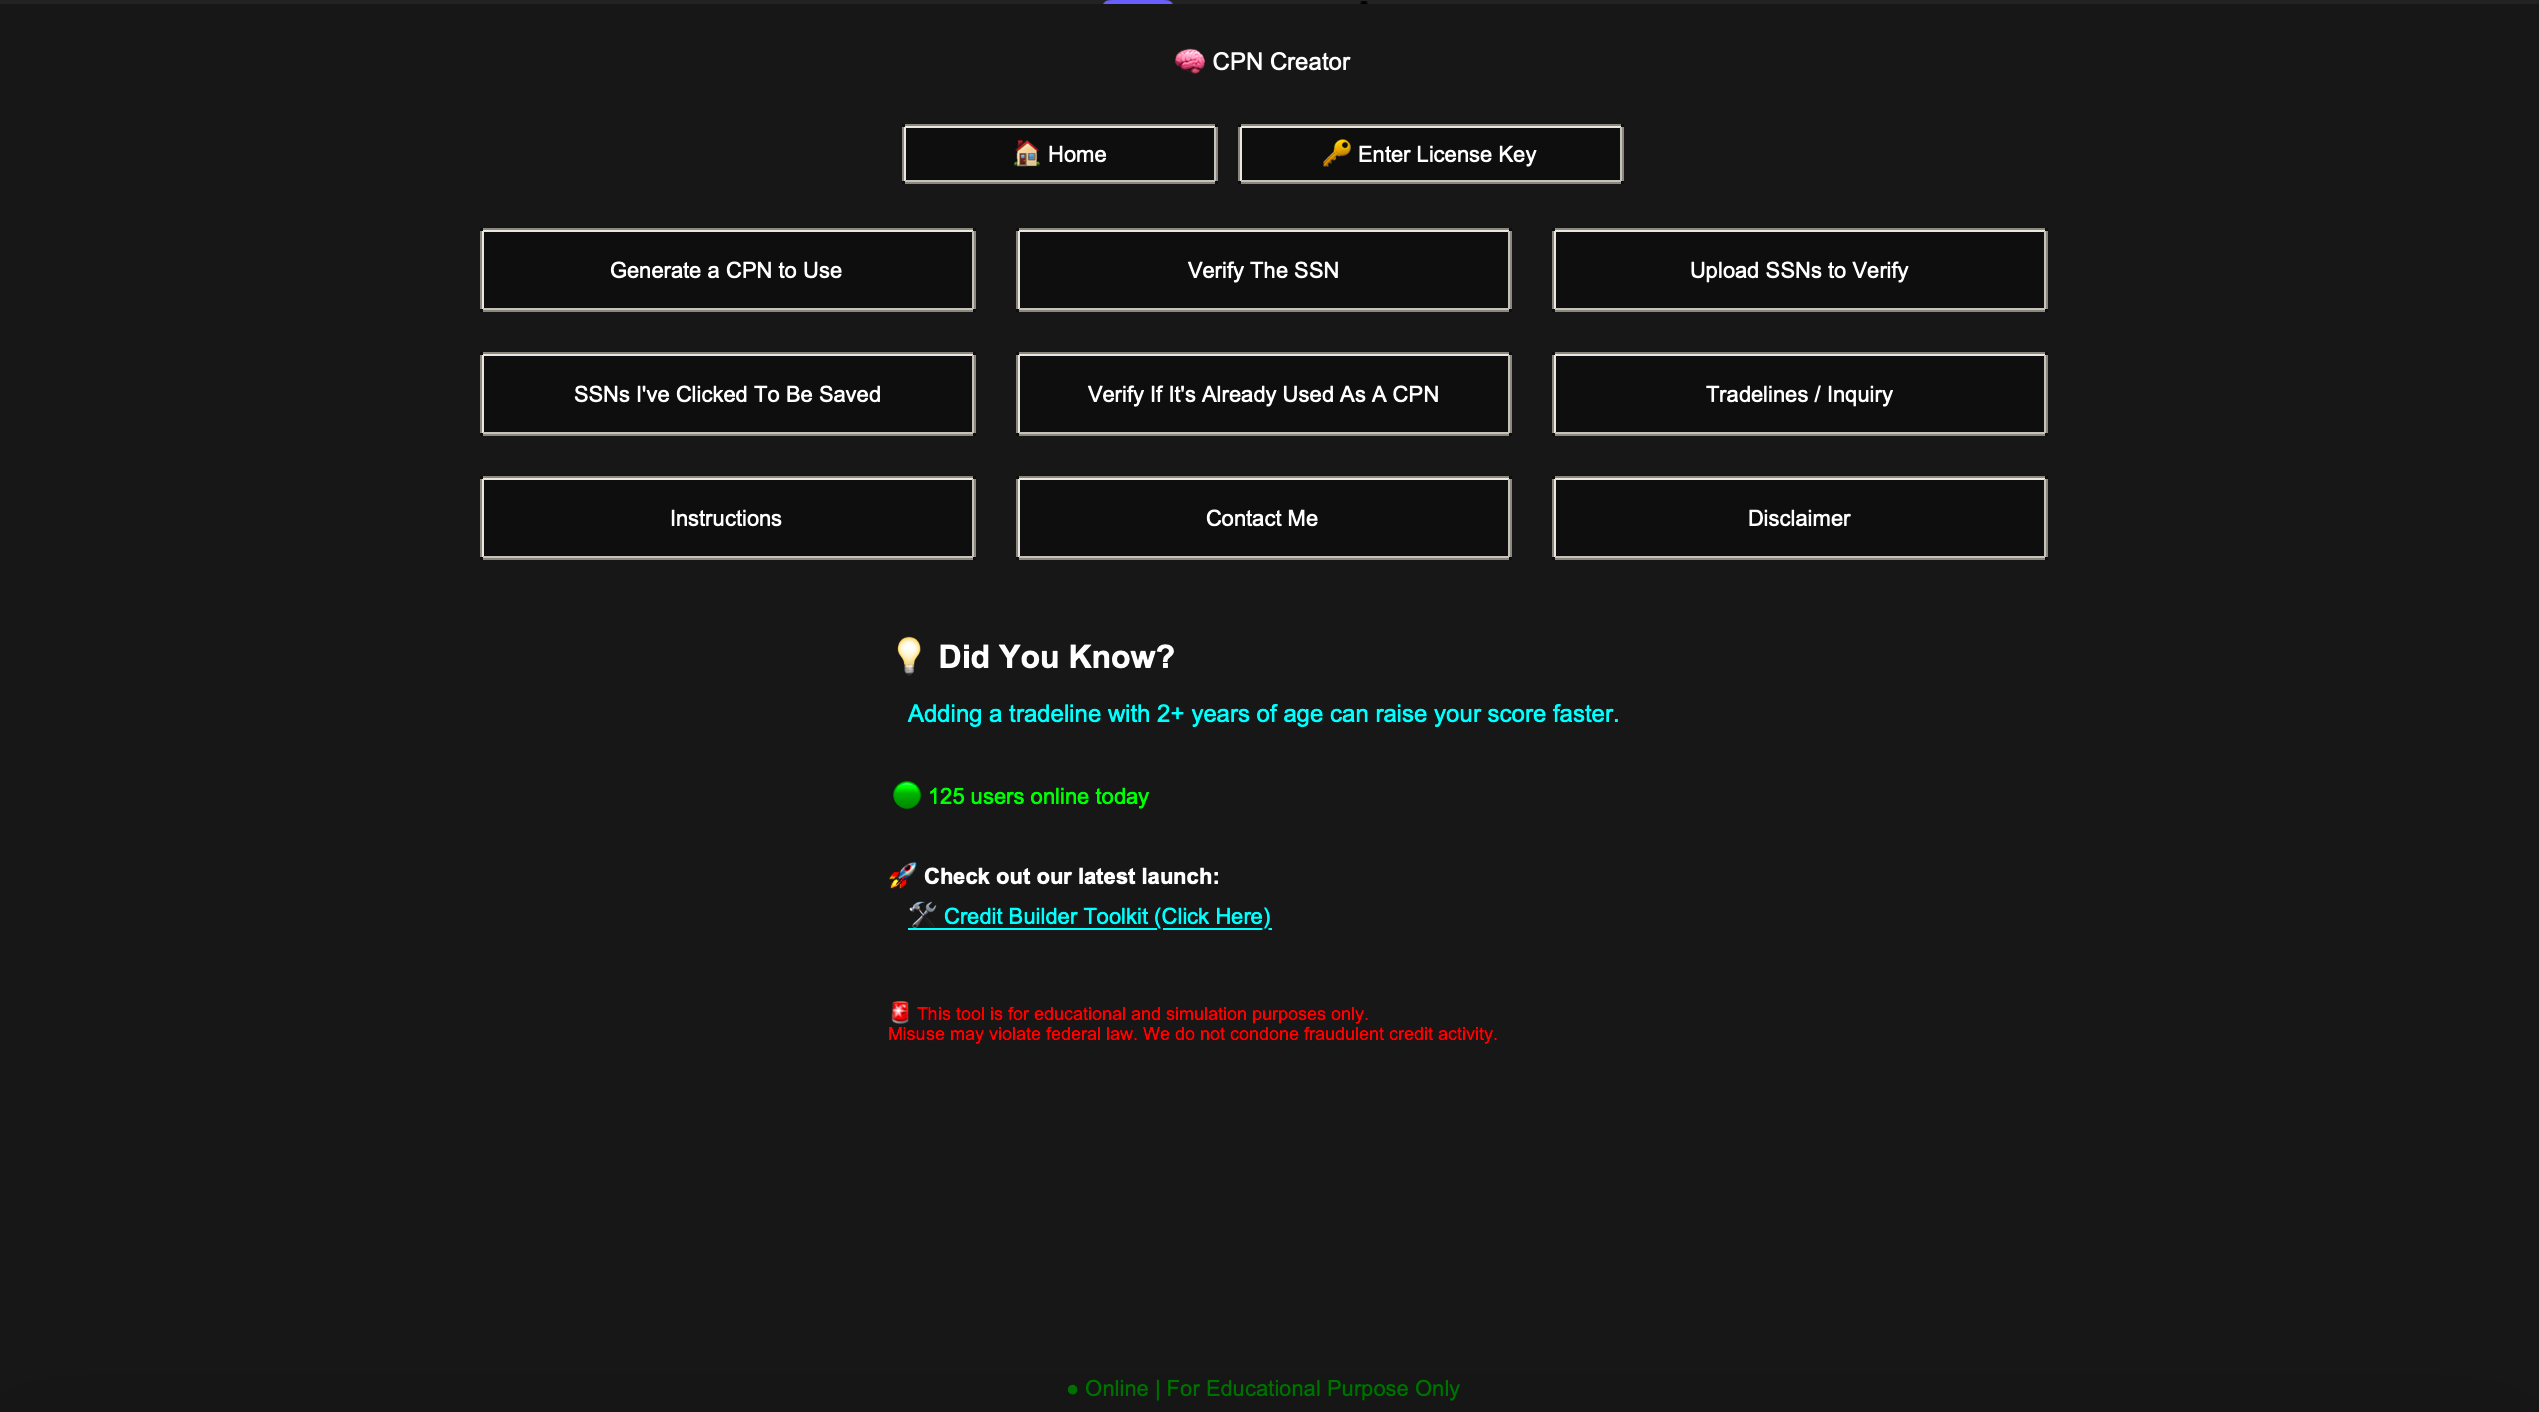 CPN Creator
Home
Enter License Key
Generate a CPN to Use
Verify The SSN
Upload SSNs to Verify
SSNs I've Clicked To Be Saved
Verify If It's Already Used As A CPN
Tradelines / Inquiry
Instructions
Contact Me
Disclaimer
Did You Know?
Adding a tradeline with 2+ years of age can raise your score faster.
125 users online today
Check out our latest launch:
Credit Builder Toolkit (Click Here)
This tool is for educational and simulation purposes only.
Misuse may violate federal law. We do not condone fraudulent credit activity.
● Online | For Educational Purpose Only